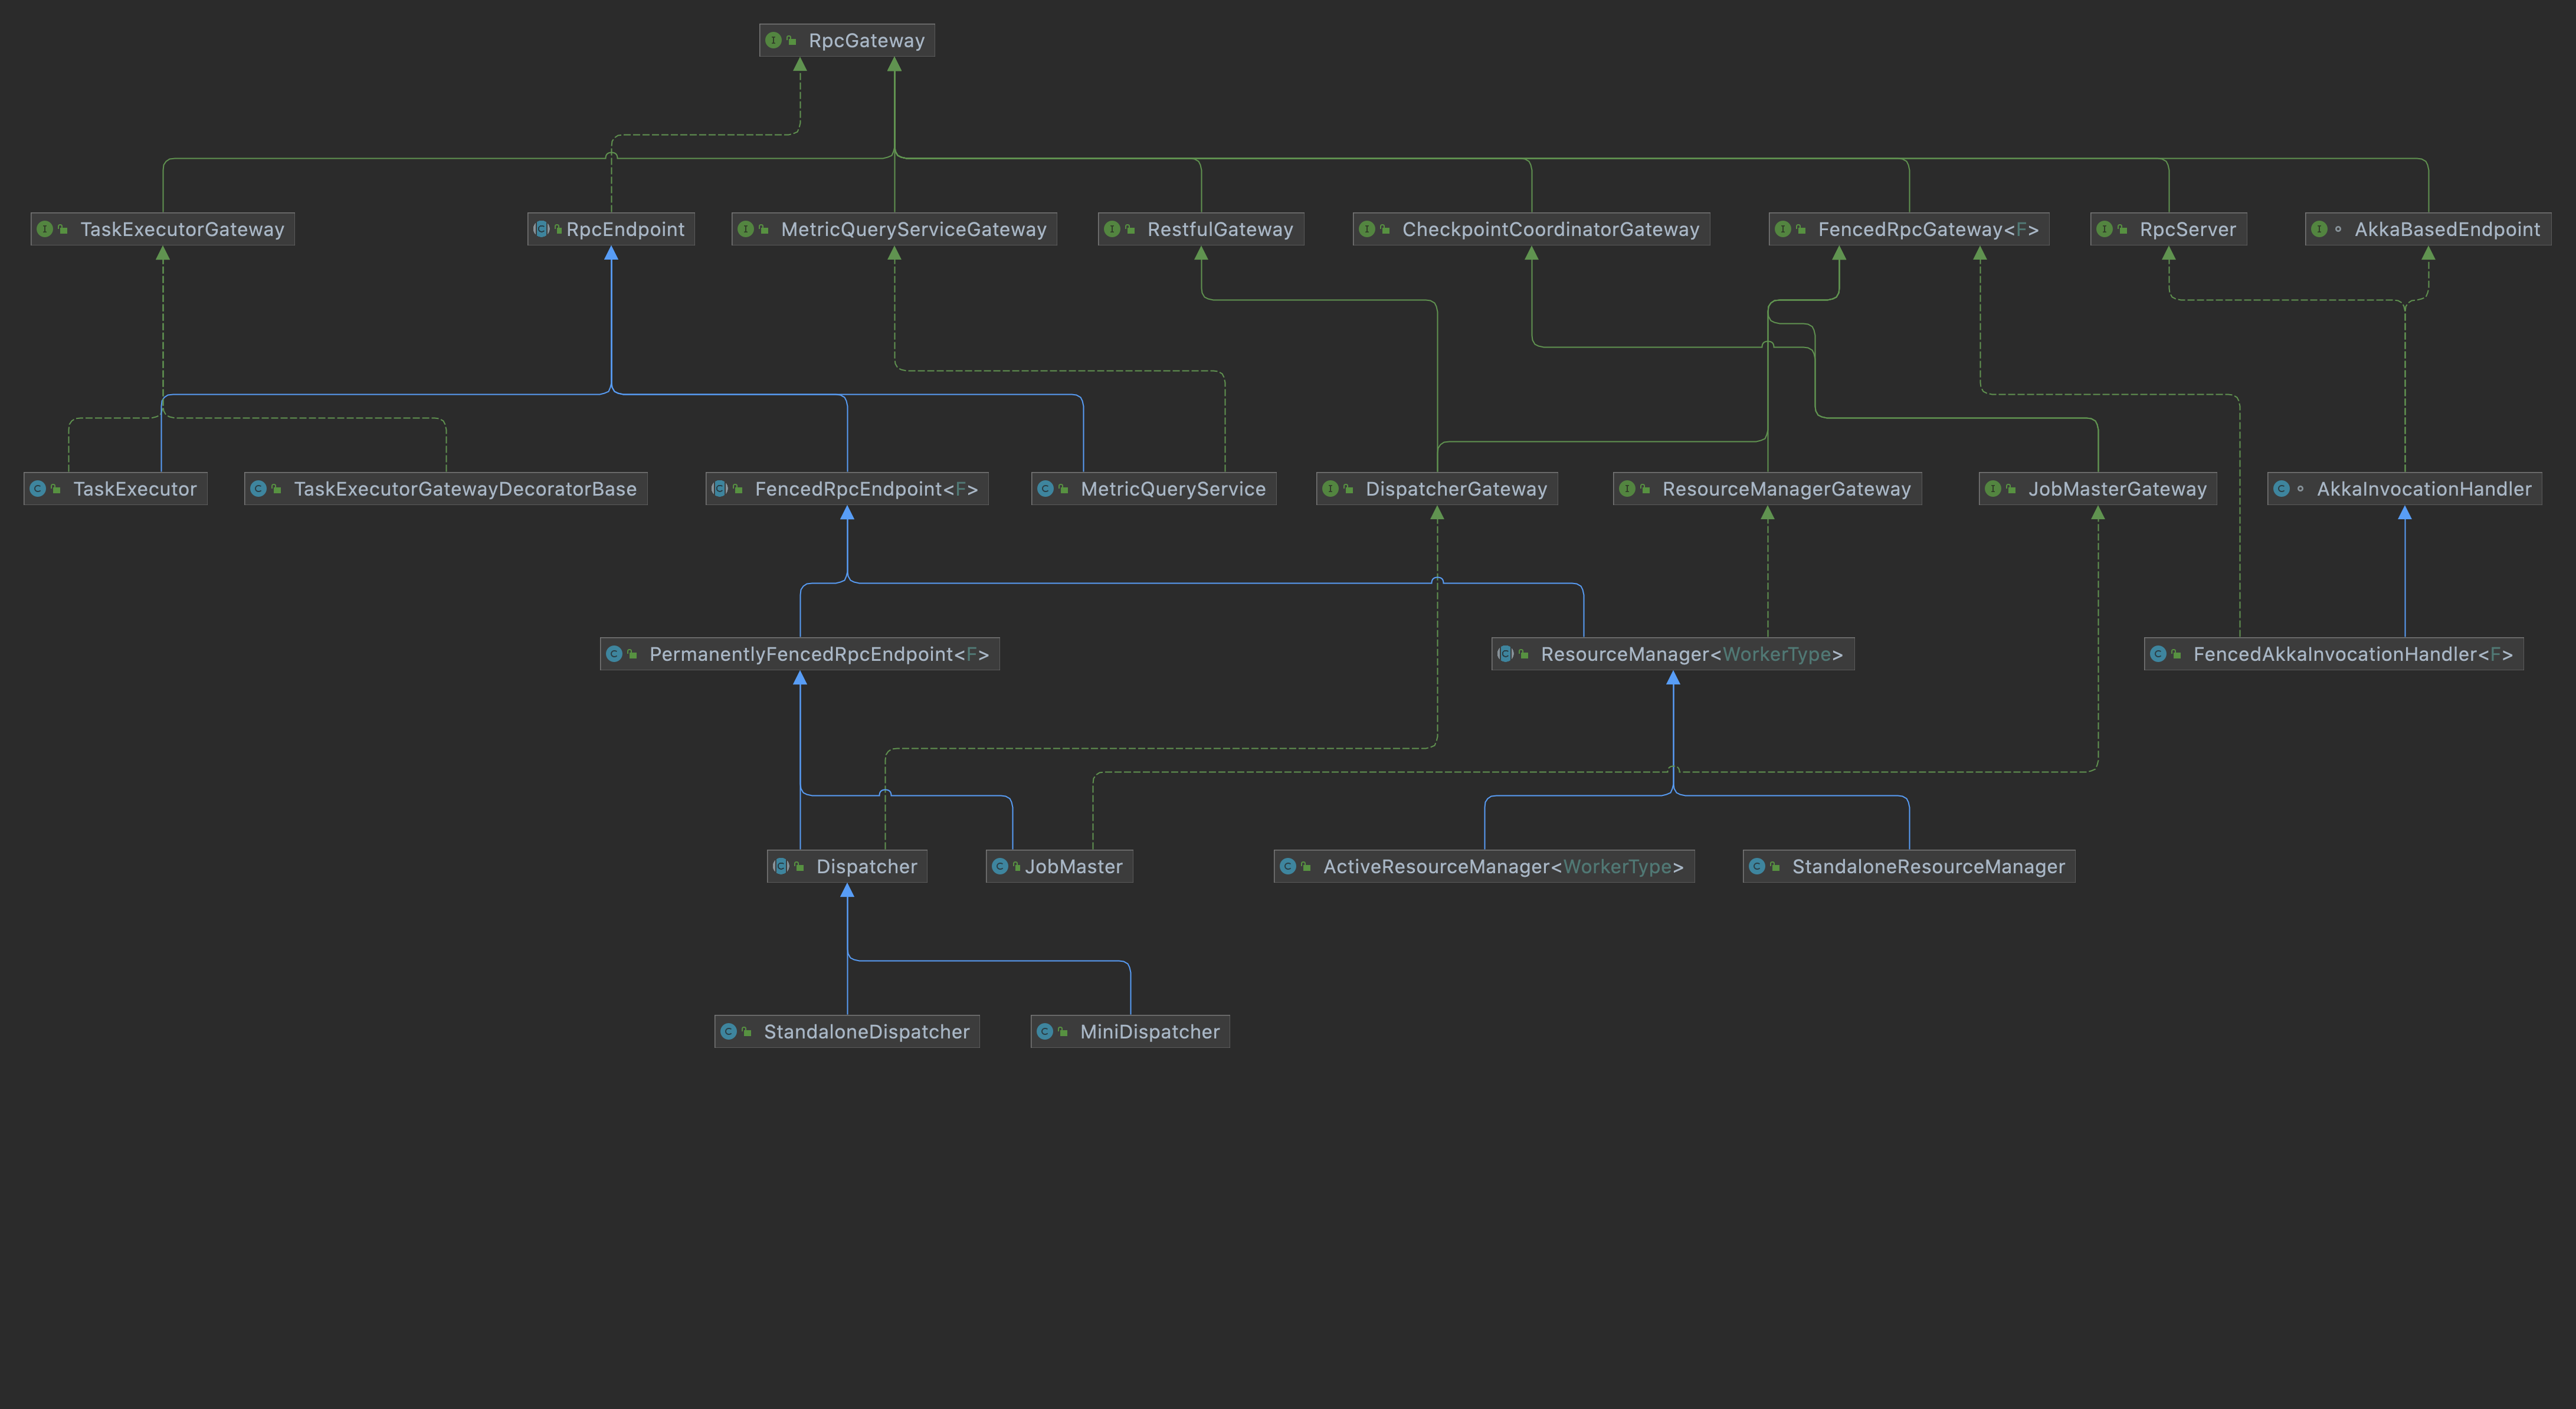 RpcGateway
TaskExecutorGateway
RpcEndpoint
MetricQueryServiceGateway
RestfulGateway
CheckpointCoordinatorGateway
FencedRpcGateway<F>
RpcServer
AkkaBasedEndpoint
TaskExecutor
TaskExecutorGatewayDecoratorBase
FencedRpcEndpoint<F>
MetricQueryService
DispatcherGateway
ResourceManagerGateway
JobMasterGateway
AkkaInvocationHandler
PermanentlyFencedRpcEndpoint<F>
ResourceManager<WorkerType>
FencedAkkaInvocationHandler<F>
Dispatcher
JobMaster
ActiveResourceManager<WorkerType>
StandaloneResourceManager
StandaloneDispatcher
MiniDispatcher